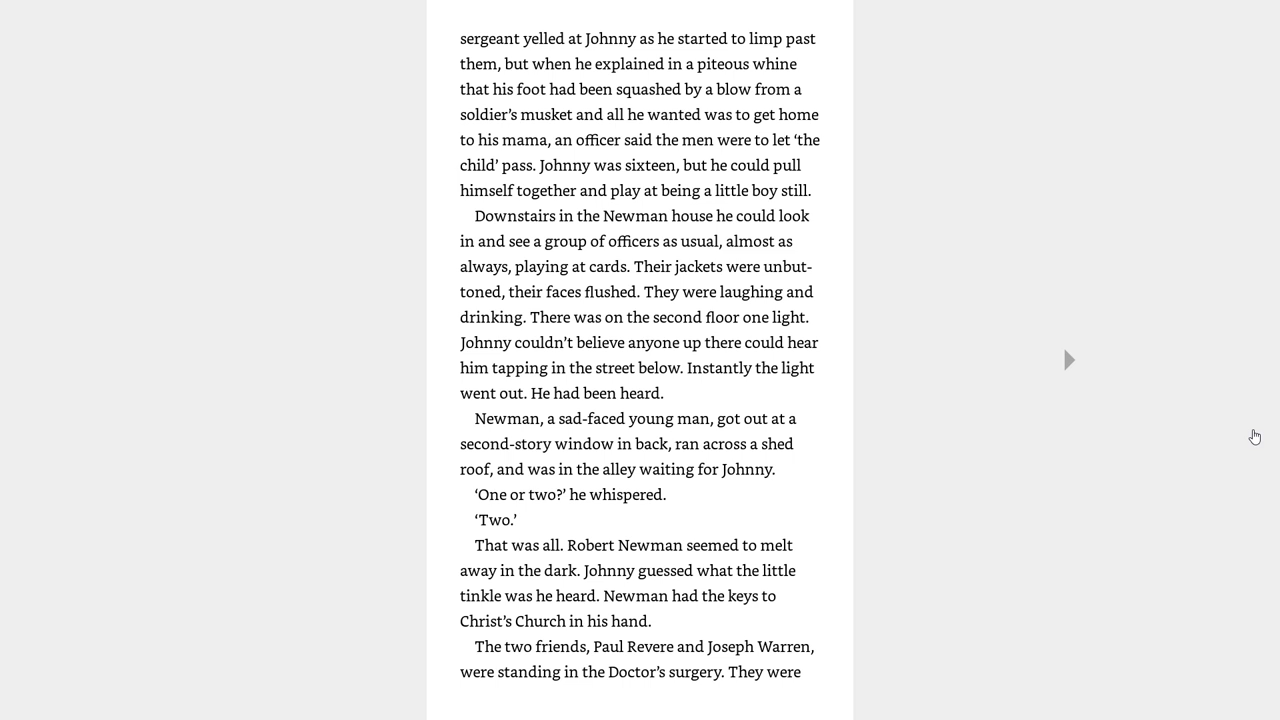 sergeant yelled at Johnny as he started to limp past
them, but when he explained in a piteous whine
that his foot had been squashed by a blow from a
soldier’s musket and all he wanted was to get home
to his mama, an officer said the men were to let ‘the
child’ pass. Johnny was sixteen, but he could pull
himself together and play at being a little boy still.
Downstairs in the Newman house he could look
in and see a group of officers as usual, almost as
always, playing at cards. Their jackets were unbut-
toned, their faces flushed. They were laughing and
drinking. There was on the second floor one light.
Johnny couldn’t believe anyone up there could hear
him tapping in the street below. Instantly the light
went out. He had been heard.
Newman, a sad-faced young man, got out at a
second-story window in back, ran across a shed
roof, and was in the alley waiting for Johnny.
‘One or two?’ he whispered.
‘Two.’
That was all. Robert Newman seemed to melt
away in the dark. Johnny guessed what the little
tinkle was he heard. Newman had the keys to
Christ’s Church in his hand.
The two friends, Paul Revere and Joseph Warren,
were standing in the Doctor’s surgery. They were